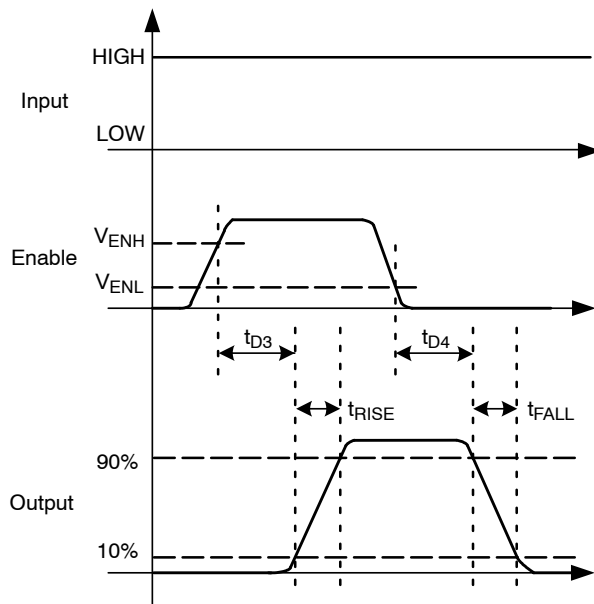 HIGH
Input
LOW
VENH
Enable
VENL
tD3
tD4
tRISE
tFALL
90%
Output
10%